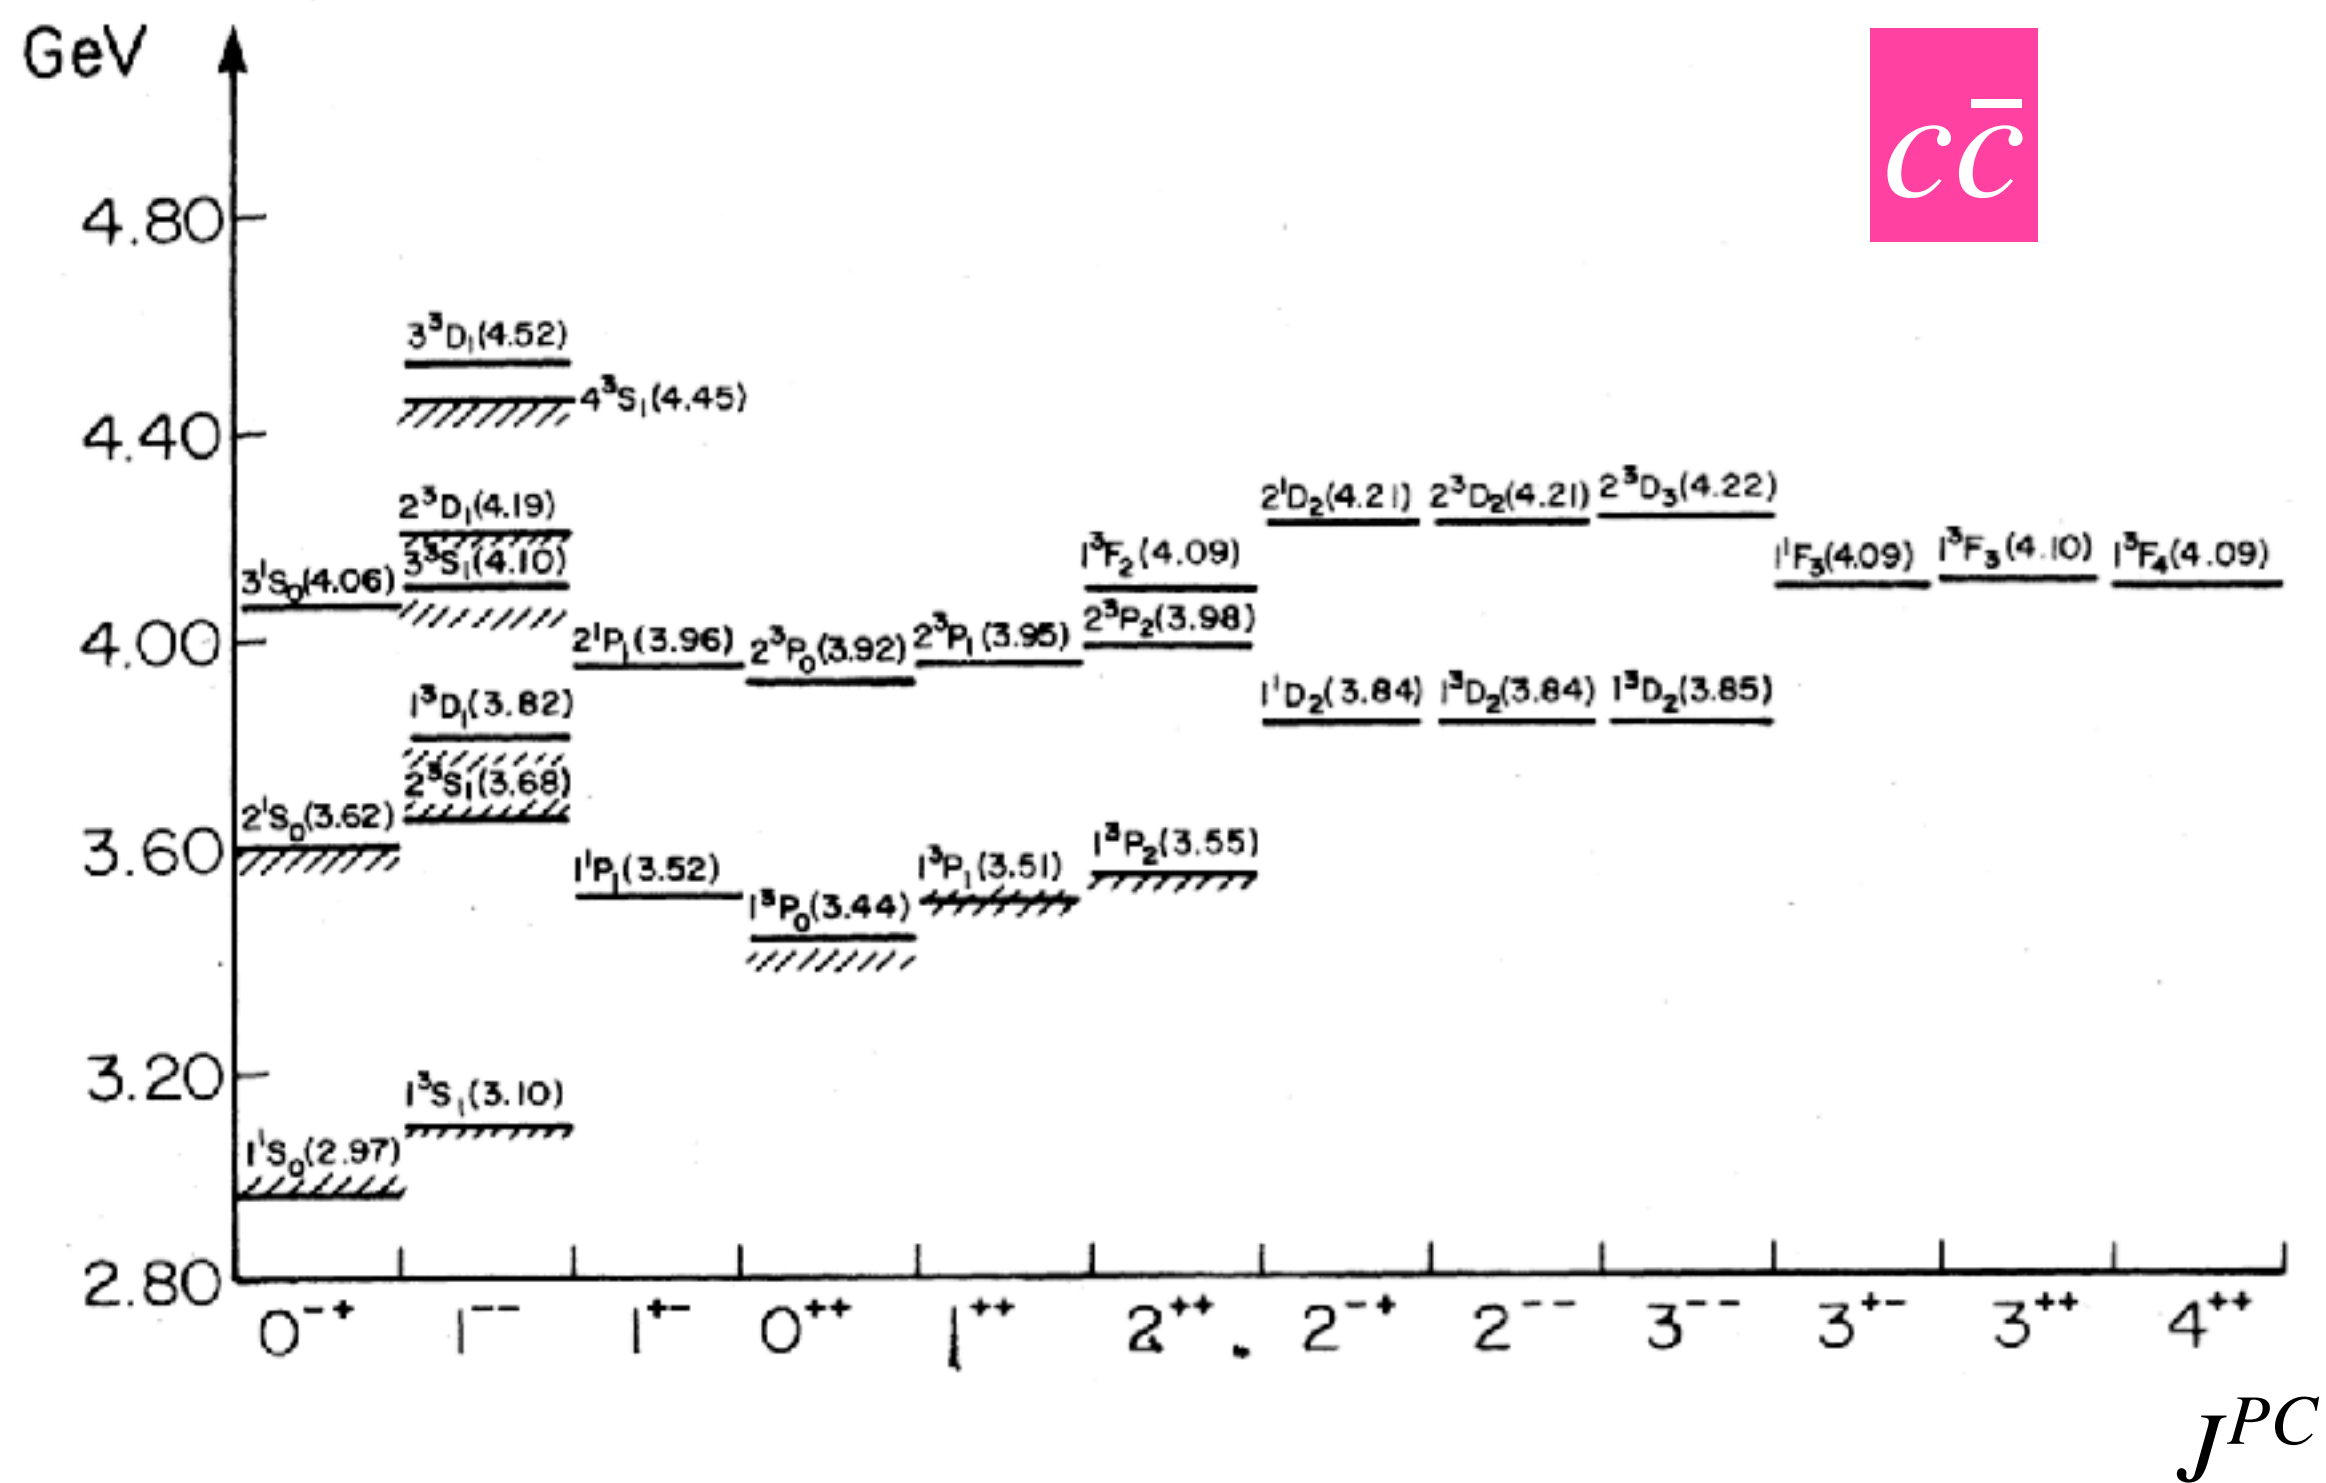 GeV
cc̄
4.80
3³D₁(4.52)
4³S₁(4.45)
4.40
2³D₁(4.19)
2¹D₂(4.21) 2³D₂(4.21) 2³D₃(4.22)
3¹S₀(4.06) 3³S₁(4.10)
1³F₂(4.09)
1¹F₃(4.09) 1³F₃(4.10) 1³F₄(4.09)
4.00
2¹P₁(3.96) 2³P₀(3.92) 2³P₁(3.95) 2³P₂(3.98)
1³D₁(3.82)
1¹D₂(3.84) 1³D₂(3.84) 1³D₂(3.85)
2³S₁(3.68)
2¹S₀(3.62)
3.60
1¹P₁(3.52) 1³P₀(3.44) 1³P₁(3.51) 1³P₂(3.55)
3.20
1³S₁(3.10)
1¹S₀(2.97)
2.80
0⁻⁺ 1⁻⁻ 1⁺⁻ 0⁺⁺ 1⁺⁺ 2⁺⁺ 2⁻⁺ 2⁻⁻ 3⁻⁻ 3⁺⁻ 3⁺⁺ 4⁺⁺
J^PC